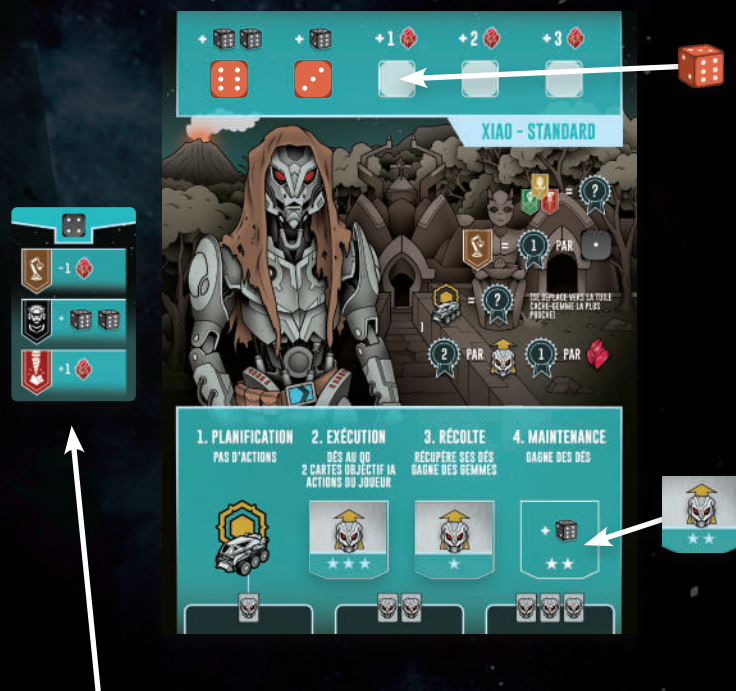 + +
+1 +2 +3
XIAO - STANDARD
= ?
= 1 PAR
= ? (SE DÉPLACE VERS LA TUILE
CACHE-GEMME LA PLUS
PROCHE)
)
2 PAR 1 PAR
-1
+
+1
1. PLANIFICATION
PAS D'ACTIONS
2. EXÉCUTION
DÉS AU QG
2 CARTES OBJECTIF IA
ACTIONS DU JOUEUR
3. RÉCOLTE
RÉCUPÈRE SES DÉS
GAGNE DES GEMMES
4. MAINTENANCE
GAGNE DES DÉS
+